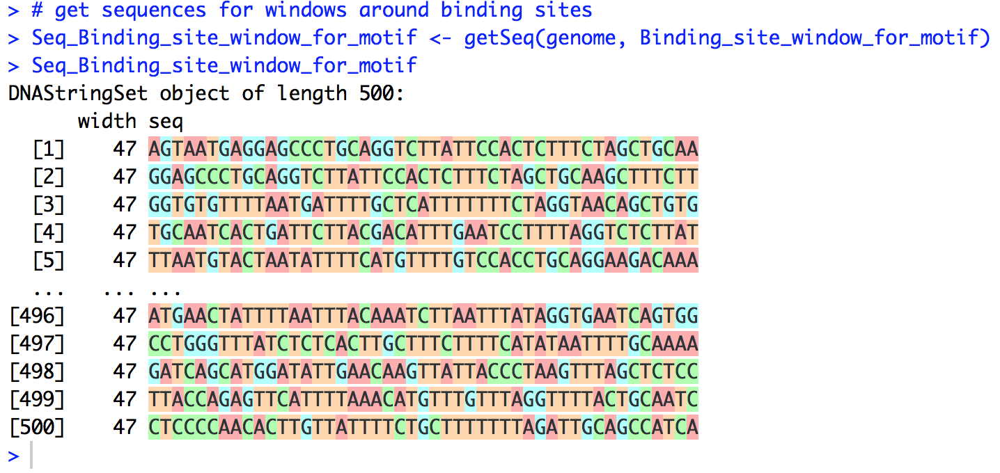 > # get sequences for windows around binding sites
> Seq_Binding_site_window_for_motif <- getSeq(genome, Binding_site_window_for_motif)
> Seq_Binding_site_window_for_motif
DNAStringSet object of length 500:
width seq
[1] 47 AGTAATGAGGAGCCCTGCAGGTCTTATTCCACTCTTTCTAGCTGCAA
[2] 47 GGAGCCCTGCAGGTCTTATTCCACTCTTTCTAGCTGCAAGCTTTCTT
[3] 47 GGTGTGTTTTAATGATTTTGCTCATTTTTTTCTAGGTAACAGCTGTG
[4] 47 TGCAATCACTGATTCTTACGACATTTGAATCCTTTTAGGTCTCTTAT
[5] 47 TTAATGTACTAATATTTTCATGTTTTGTCCACCTGCAGGAAGACAAA
... ... ...
[496] 47 ATGAACTATTTTAATTTACAAATCTTAATTTATAGGTGAATCAGTGG
[497] 47 CCTGGGTTTATCTCTCACTTGCTTTCTTTTCATATAATTTTGCAAAA
[498] 47 GATCAGCATGGATATTGAACAAGTTATTACCCTAAGTTTAGCTCTCC
[499] 47 TTACCAGAGTTCATTTTAAACATGTTTGTTTAGGTTTTACTGCAATC
[500] 47 CTCCCCAACACTTGTTATTTTCTGCTTTTTTTAGATTGCAGCCATCA
>